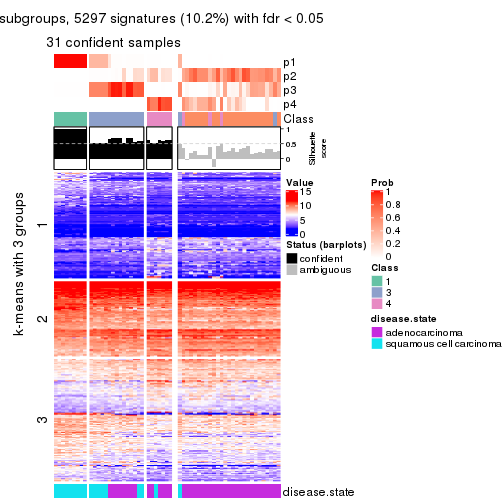 subgroups, 5297 signatures (10.2%) with fdr < 0.05
31 confident samples
p1
p2
p3
p4
Class
1
0.5
0
Silhouette
score
k-means with 3 groups
1
2
3
Value
15
10
5
0
Status (barplots)
confident
ambiguous
Prob
1
0.8
0.6
0.4
0.2
0
Class
1
3
4
disease.state
adenocarcinoma
squamous cell carcinoma
disease.state